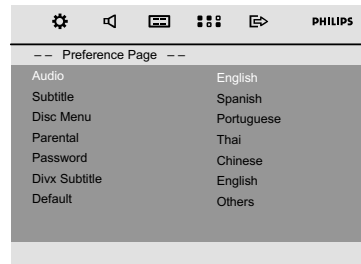 PHILIPS
– – Preference Page – –
Audio English
Subtitle Spanish
Disc Menu Portuguese
Parental Thai
Password Chinese
Divx Subtitle English
Default Others